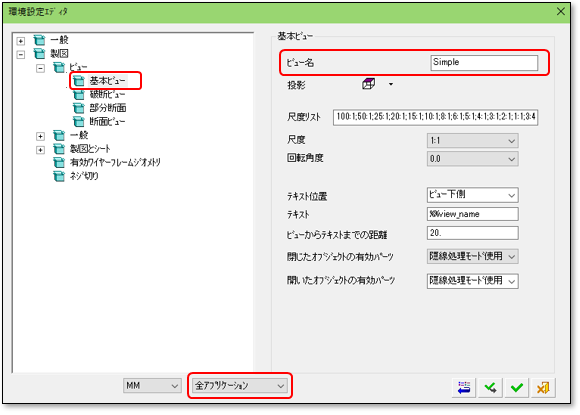 環境設定ｴﾃﾞｨﾀ
一般
製図
ﾋﾞｭｰ
基本ﾋﾞｭｰ
破断ﾋﾞｭｰ
部分断面
断面ﾋﾞｭｰ
一般
製図とｼｰﾄ
有効ﾜｲﾔｰﾌﾚｰﾑｼﾞｵﾒﾄﾘ
ﾈｼﾞ切り
基本ﾋﾞｭｰ
ﾋﾞｭｰ名 Simple
投影
尺度ﾘｽﾄ 100:1;50:1;25:1;20:1;15:1;10:1;8:1;6:1;5:1;4:1;3:1;2:1;1:1;3:4
尺度 1:1
回転角度 0.0
ﾃｷｽﾄ位置 ﾋﾞｭｰ下側
ﾃｷｽﾄ %%view_name
ﾋﾞｭｰからﾃｷｽﾄまでの距離 20.
閉じたｵﾌﾞｼﾞｪｸﾄの有効ﾊﾟｰﾂ 隠線処理ﾓｰﾄﾞ使用
開いたｵﾌﾞｼﾞｪｸﾄの有効ﾊﾟｰﾂ 隠線処理ﾓｰﾄﾞ使用
MM 全ｱﾌﾟﾘｹｰｼｮﾝ